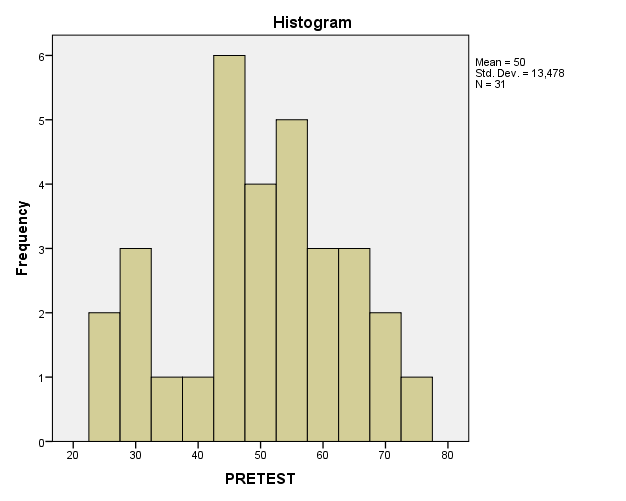 Histogram
Mean = 50
Std. Dev. = 13,478
N = 31
6
5
4
3
2
1
0
Frequency
20 30 40 50 60 70 80
PRETEST